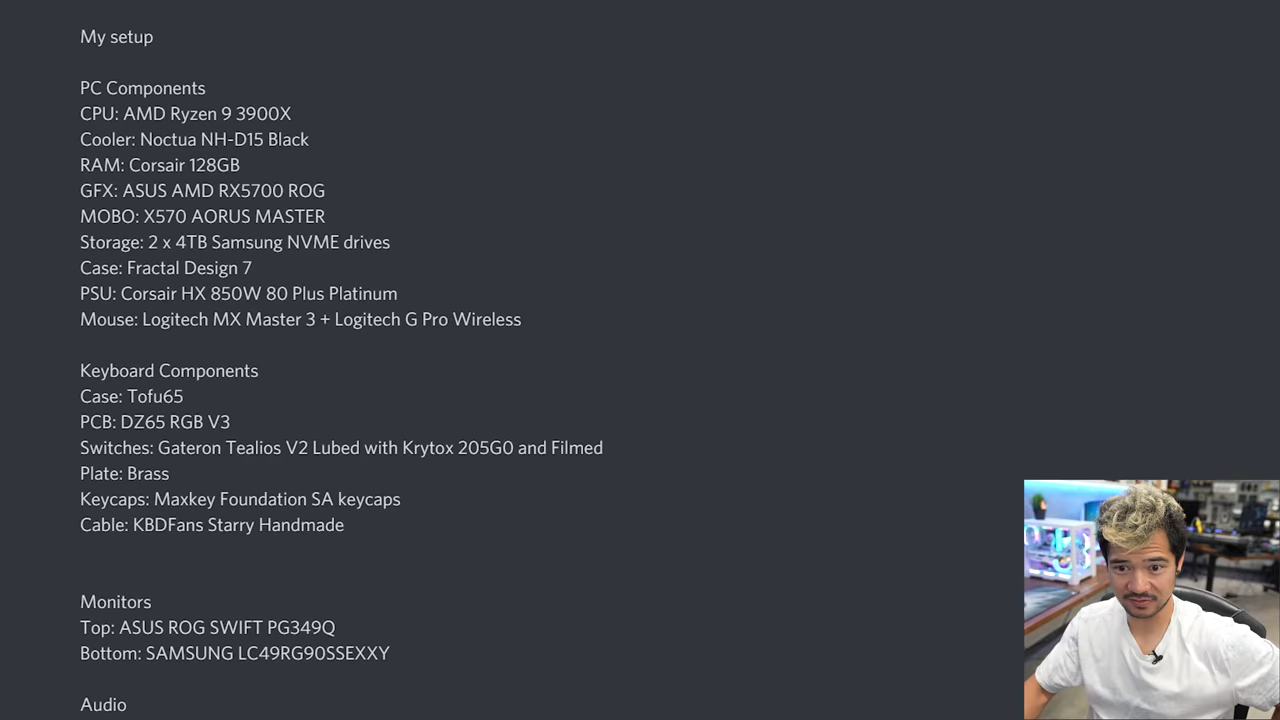 My setup
PC Components
CPU: AMD Ryzen 9 3900X
Cooler: Noctua NH-D15 Black
RAM: Corsair 128GB
GFX: ASUS AMD RX5700 ROG
MOBO: X570 AORUS MASTER
Storage: 2 x 4TB Samsung NVME drives
Case: Fractal Design 7
PSU: Corsair HX 850W 80 Plus Platinum
Mouse: Logitech MX Master 3 + Logitech G Pro Wireless
Keyboard Components
Case: Tofu65
PCB: DZ65 RGB V3
Switches: Gateron Tealios V2 Lubed with Krytox 205G0 and Filmed
Plate: Brass
Keycaps: Maxkey Foundation SA keycaps
Cable: KBDFans Starry Handmade
Monitors
Top: ASUS ROG SWIFT PG349Q
Bottom: SAMSUNG LC49RG90SSEXXY
Audio